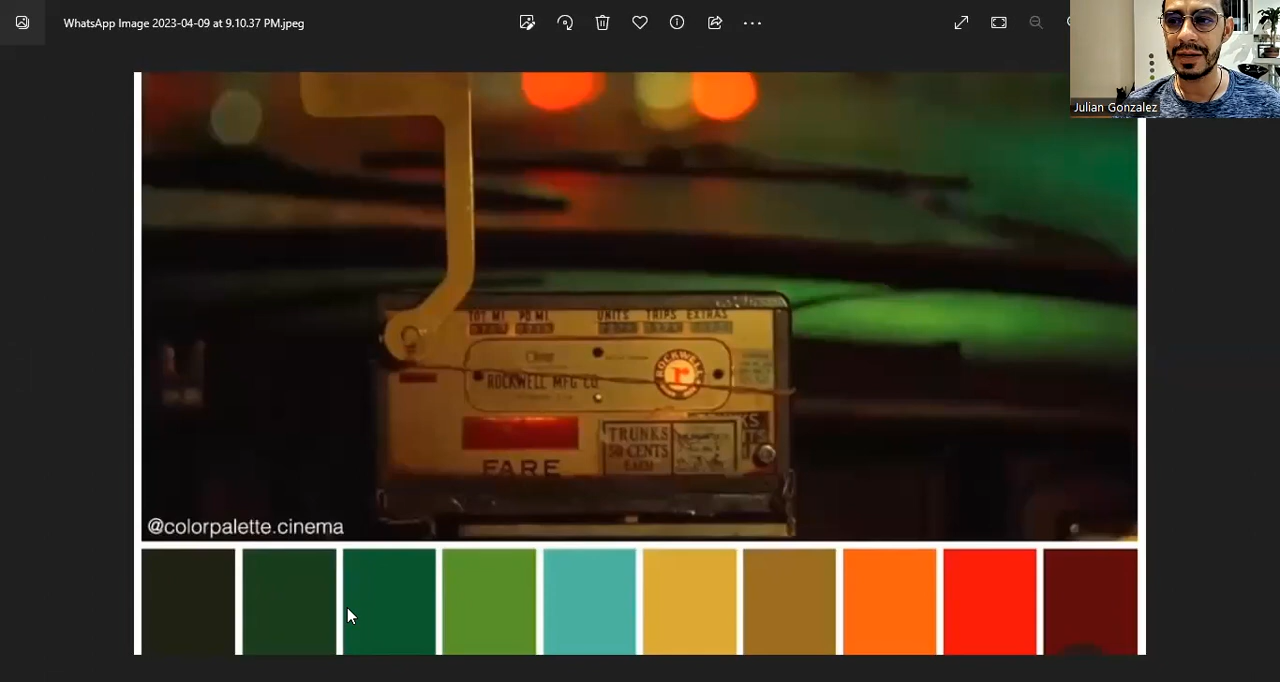 WhatsApp Image 2023-04-09 at 9.10.37 PM.jpeg
Julian Gonzalez
TOT MI. PD MI. UNITS TRIPS EXTRAS
ROCKWELL MFG CO.
ROCKWELL
r
TRUNKS
50 CENTS
EACH
FARE
@colorpalette.cinema